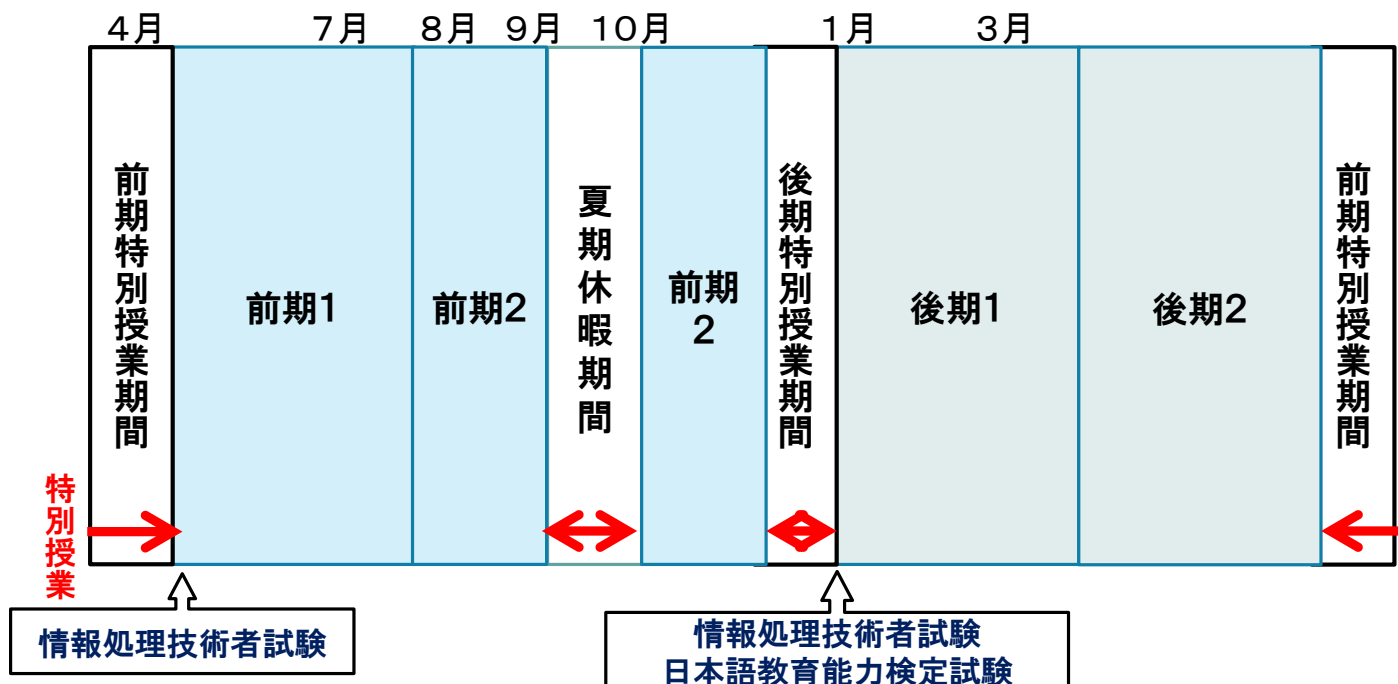 4月 7月 8月 9月 10月 1月 3月
前期特別授業期間
前期1
前期2
夏期休暇期間
前期
2
後期特別授業期間
後期1
後期2
前期特別授業期間
特別授業
情報処理技術者試験
情報処理技術者試験
日本語教育能力検定試験